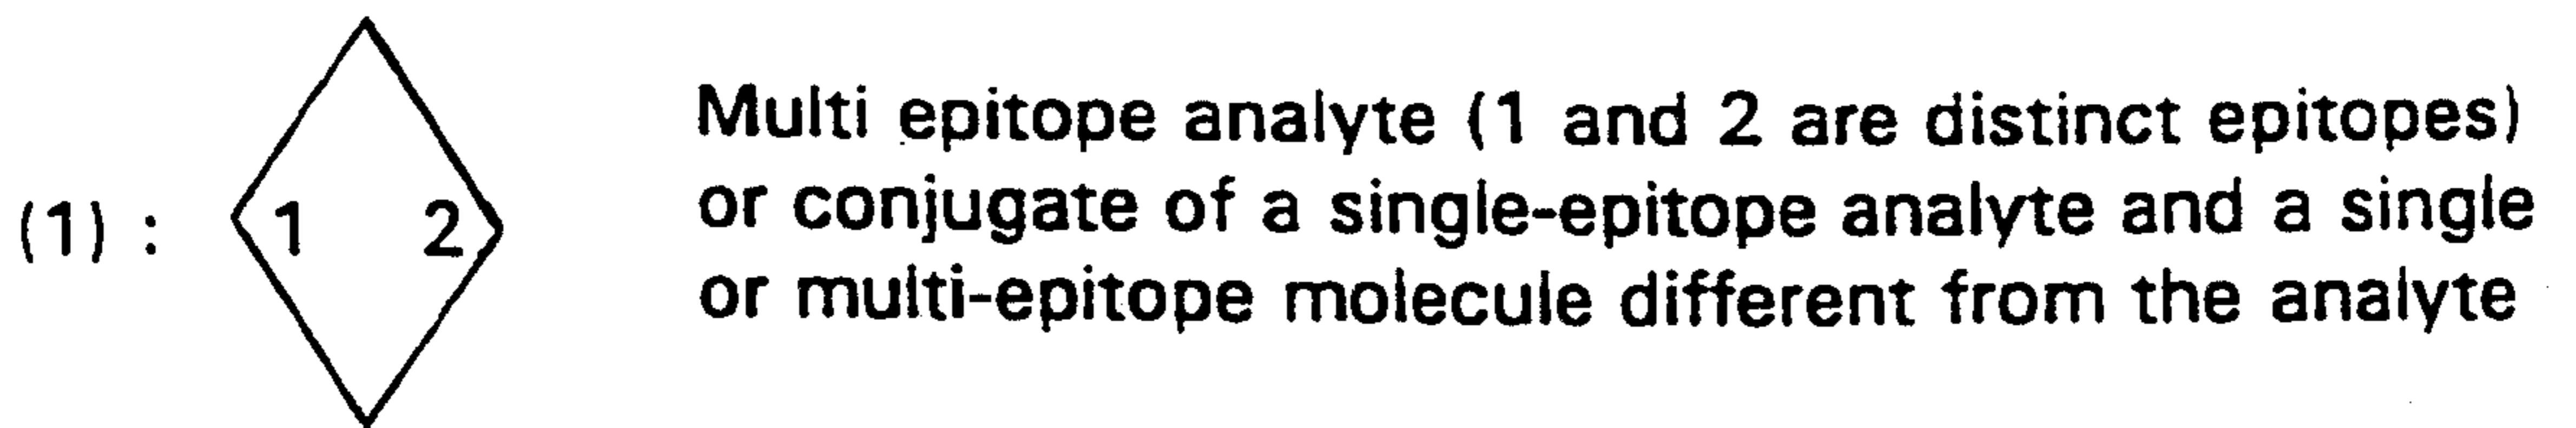 Multi epitope analyte (1 and 2 are distinct epitopes)
(1) : 1 2 or conjugate of a single-epitope analyte and a single
or multi-epitope molecule different from the analyte